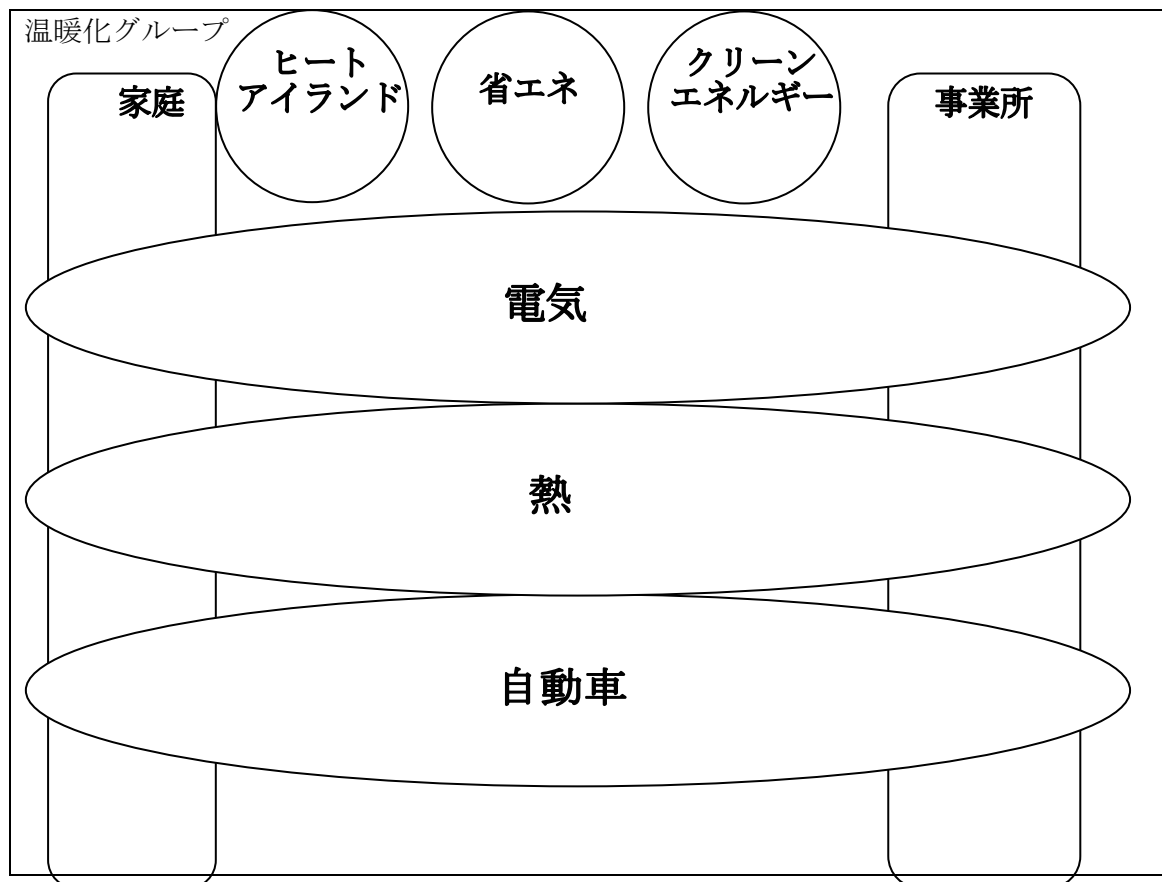 温暖化グループ
家庭
ヒート
アイランド
省エネ
クリーン
エネルギー
事業所
電気
熱
自動車